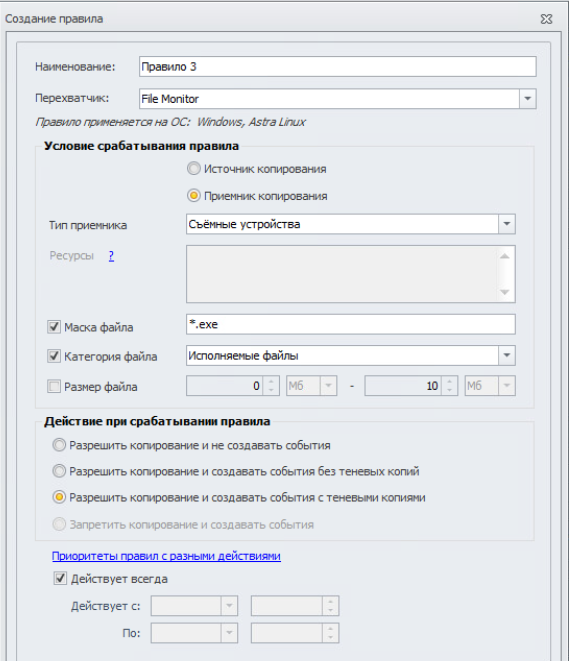 Создание правила
Наименование: Правило 3
Перехватчик: File Monitor
Правило применяется на ОС: Windows, Astra Linux
Условие срабатывания правила
Источник копирования
Приемник копирования
Тип приемника Съёмные устройства
Ресурсы ?
Маска файла *.exe
Категория файла Исполняемые файлы
Размер файла 0 Мб - 10 Мб
Действие при срабатывании правила
Разрешить копирование и не создавать события
Разрешить копирование и создавать события без теневых копий
Разрешить копирование и создавать события с теневыми копиями
Запретить копирование и создавать события
Приоритеты правил с разными действиями
Действует всегда
Действует с:
По: